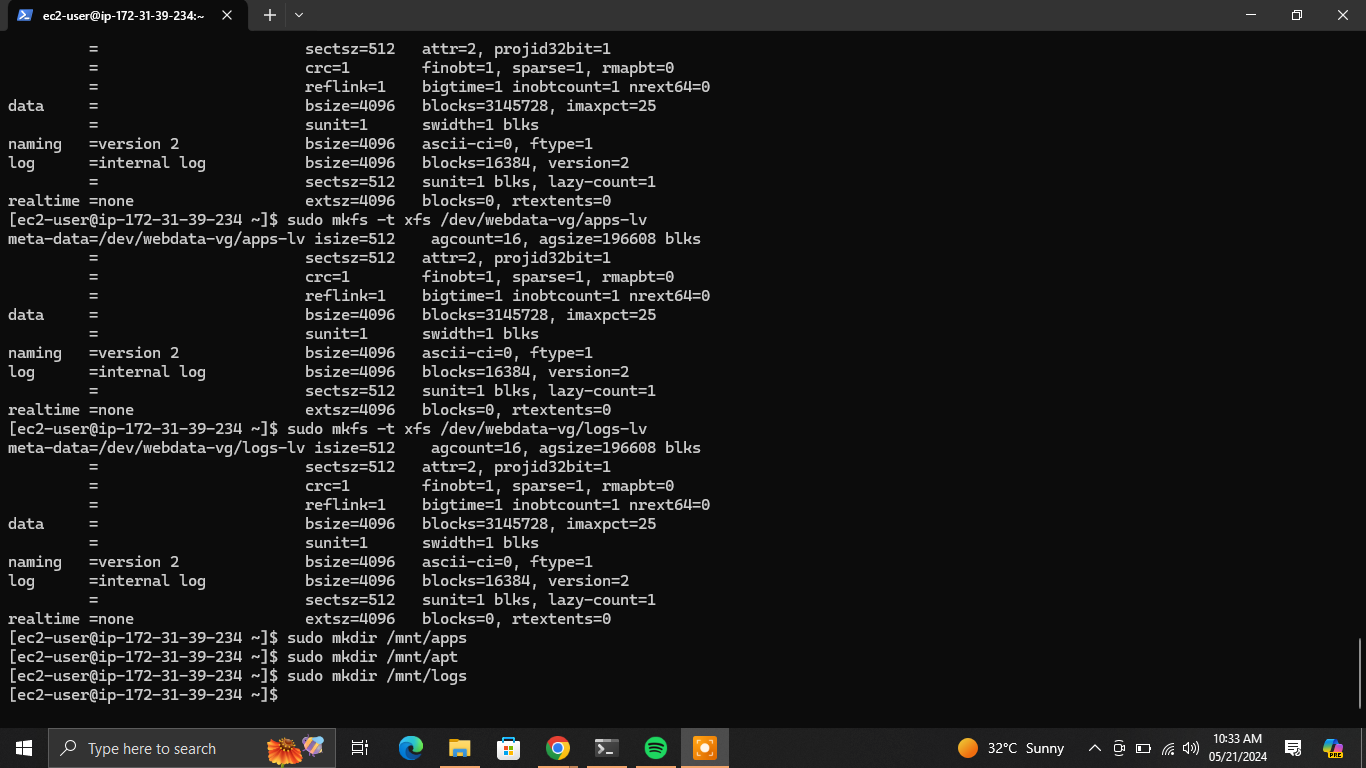 ec2-user@ip-172-31-39-234:~
         =                       sectsz=512   attr=2, projid32bit=1
         =                       crc=1        finobt=1, sparse=1, rmapbt=0
         =                       reflink=1    bigtime=1 inobtcount=1 nrext64=0
data     =                       bsize=4096   blocks=3145728, imaxpct=25
         =                       sunit=1      swidth=1 blks
naming   =version 2              bsize=4096   ascii-ci=0, ftype=1
log      =internal log           bsize=4096   blocks=16384, version=2
         =                       sectsz=512   sunit=1 blks, lazy-count=1
realtime =none                   extsz=4096   blocks=0, rtextents=0
[ec2-user@ip-172-31-39-234 ~]$ sudo mkfs -t xfs /dev/webdata-vg/apps-lv
meta-data=/dev/webdata-vg/apps-lv isize=512    agcount=16, agsize=196608 blks
         =                       sectsz=512   attr=2, projid32bit=1
         =                       crc=1        finobt=1, sparse=1, rmapbt=0
         =                       reflink=1    bigtime=1 inobtcount=1 nrext64=0
data     =                       bsize=4096   blocks=3145728, imaxpct=25
         =                       sunit=1      swidth=1 blks
naming   =version 2              bsize=4096   ascii-ci=0, ftype=1
log      =internal log           bsize=4096   blocks=16384, version=2
         =                       sectsz=512   sunit=1 blks, lazy-count=1
realtime =none                   extsz=4096   blocks=0, rtextents=0
[ec2-user@ip-172-31-39-234 ~]$ sudo mkfs -t xfs /dev/webdata-vg/logs-lv
meta-data=/dev/webdata-vg/logs-lv isize=512    agcount=16, agsize=196608 blks
         =                       sectsz=512   attr=2, projid32bit=1
         =                       crc=1        finobt=1, sparse=1, rmapbt=0
         =                       reflink=1    bigtime=1 inobtcount=1 nrext64=0
data     =                       bsize=4096   blocks=3145728, imaxpct=25
         =                       sunit=1      swidth=1 blks
naming   =version 2              bsize=4096   ascii-ci=0, ftype=1
log      =internal log           bsize=4096   blocks=16384, version=2
         =                       sectsz=512   sunit=1 blks, lazy-count=1
realtime =none                   extsz=4096   blocks=0, rtextents=0
[ec2-user@ip-172-31-39-234 ~]$ sudo mkdir /mnt/apps
[ec2-user@ip-172-31-39-234 ~]$ sudo mkdir /mnt/apt
[ec2-user@ip-172-31-39-234 ~]$ sudo mkdir /mnt/logs
[ec2-user@ip-172-31-39-234 ~]$
Type here to search
32°C Sunny
10:33 AM
05/21/2024
PRE